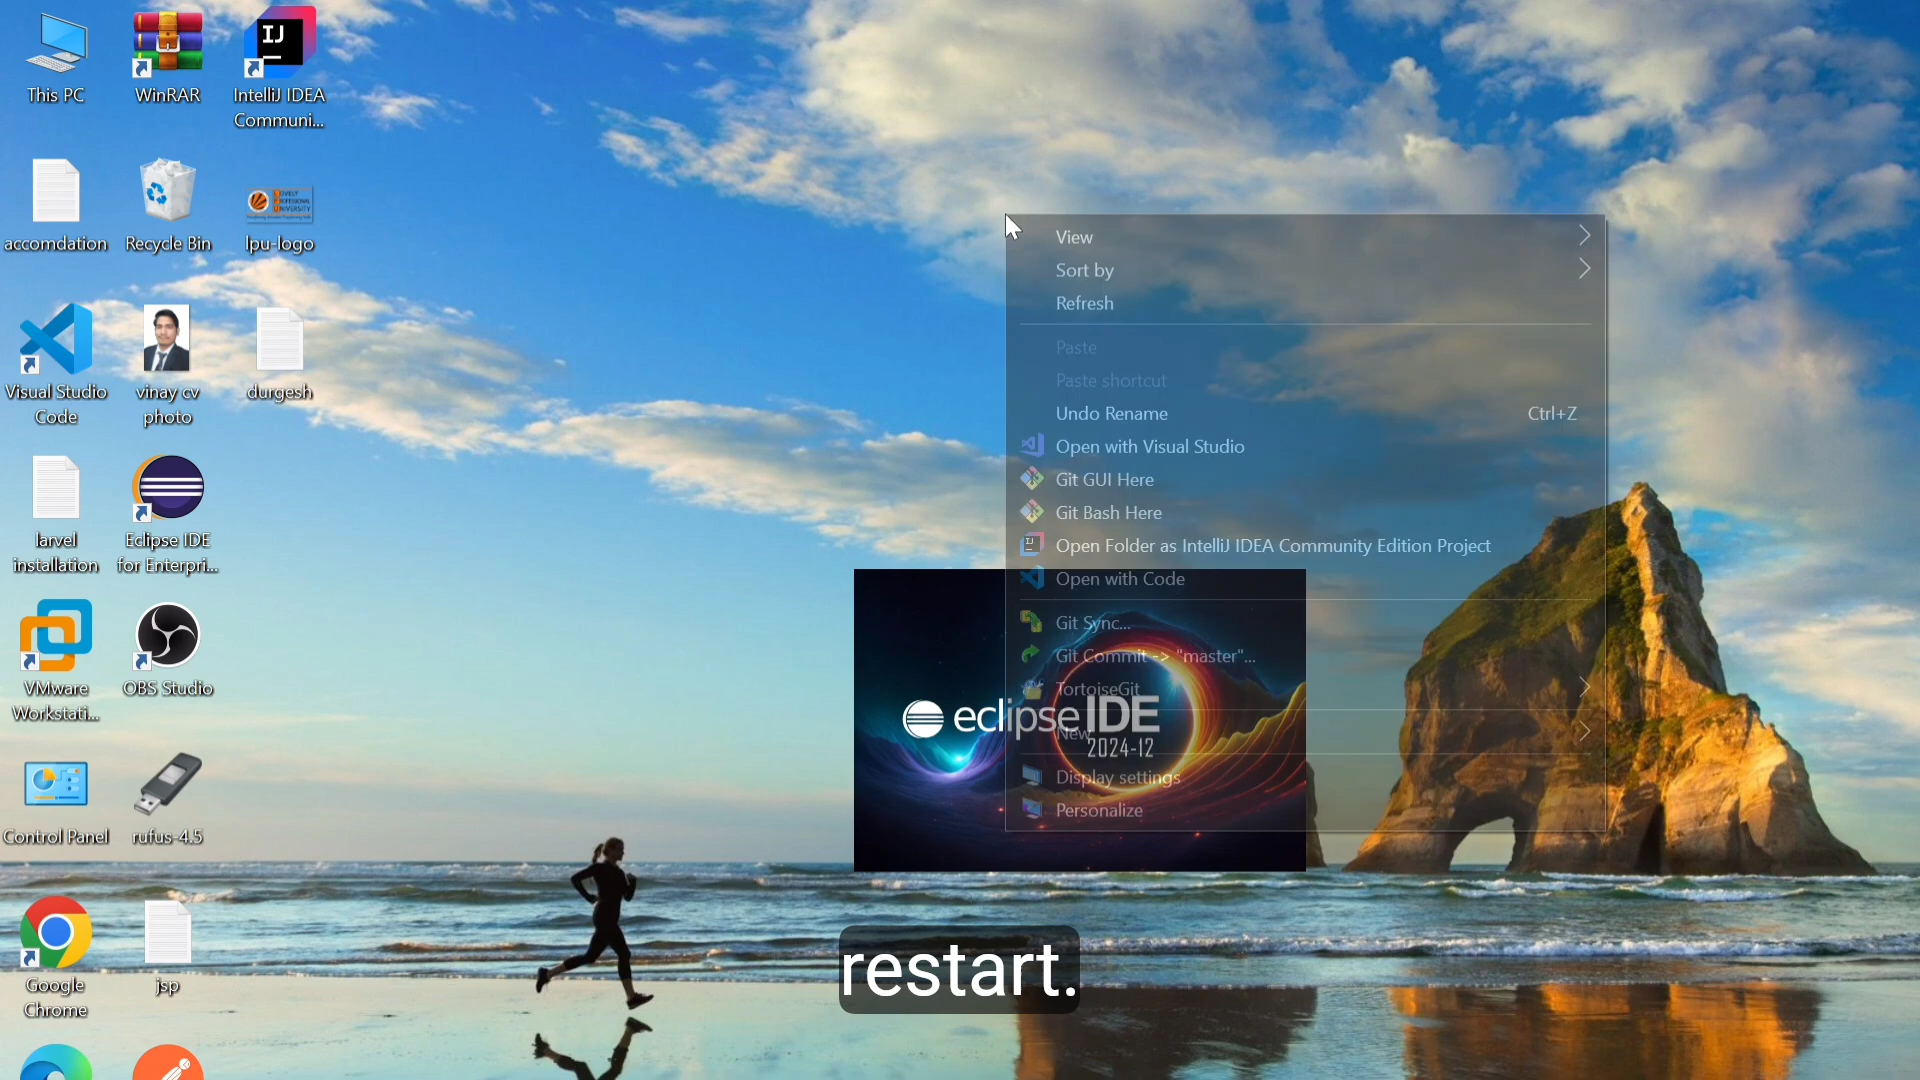 This PC
WinRAR
IntelliJ IDEA
Communi...
accomdation
Recycle Bin
lpu-logo
LOVELY
PROFESSIONAL
UNIVERSITY
Visual Studio
Code
vinay cv
photo
durgesh
larvel
installation
Eclipse IDE
for Enterpri...
VMware
Workstati...
OBS Studio
Control Panel
rufus-4.5
Google
Chrome
jsp
View
Sort by
Refresh
Paste
Paste shortcut
Undo Rename Ctrl+Z
Open with Visual Studio
Git GUI Here
Git Bash Here
Open Folder as IntelliJ IDEA Community Edition Project
Open with Code
Git Sync...
Git Commit -> "master"...
TortoiseGit
New
Display settings
Personalize
eclipse IDE
2024-12
restart.